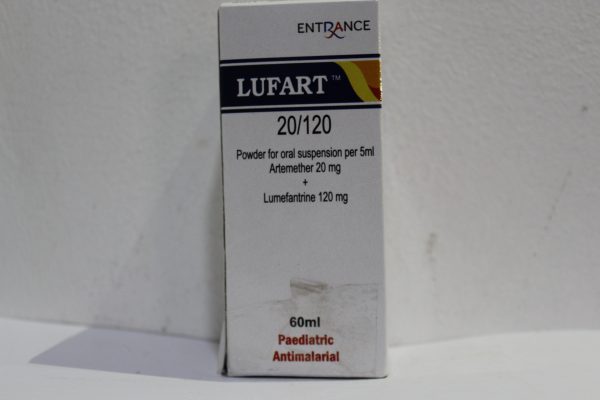 ENTRANCE
LUFART™
20/120
Powder for oral suspension per 5ml
Artemether 20 mg
+
Lumefantrine 120 mg
60ml
Paediatric
Antimalarial